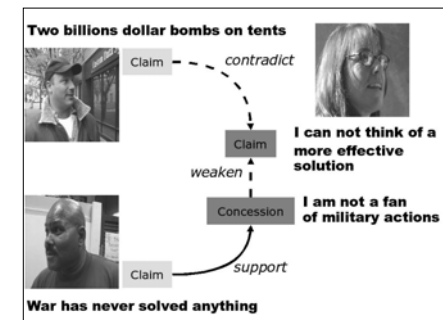 Two billions dollar bombs on tents
Claim
contradict
Claim
I can not think of a
more effective
solution
weaken
Concession
I am not a fan
of military actions
Claim
support
War has never solved anything